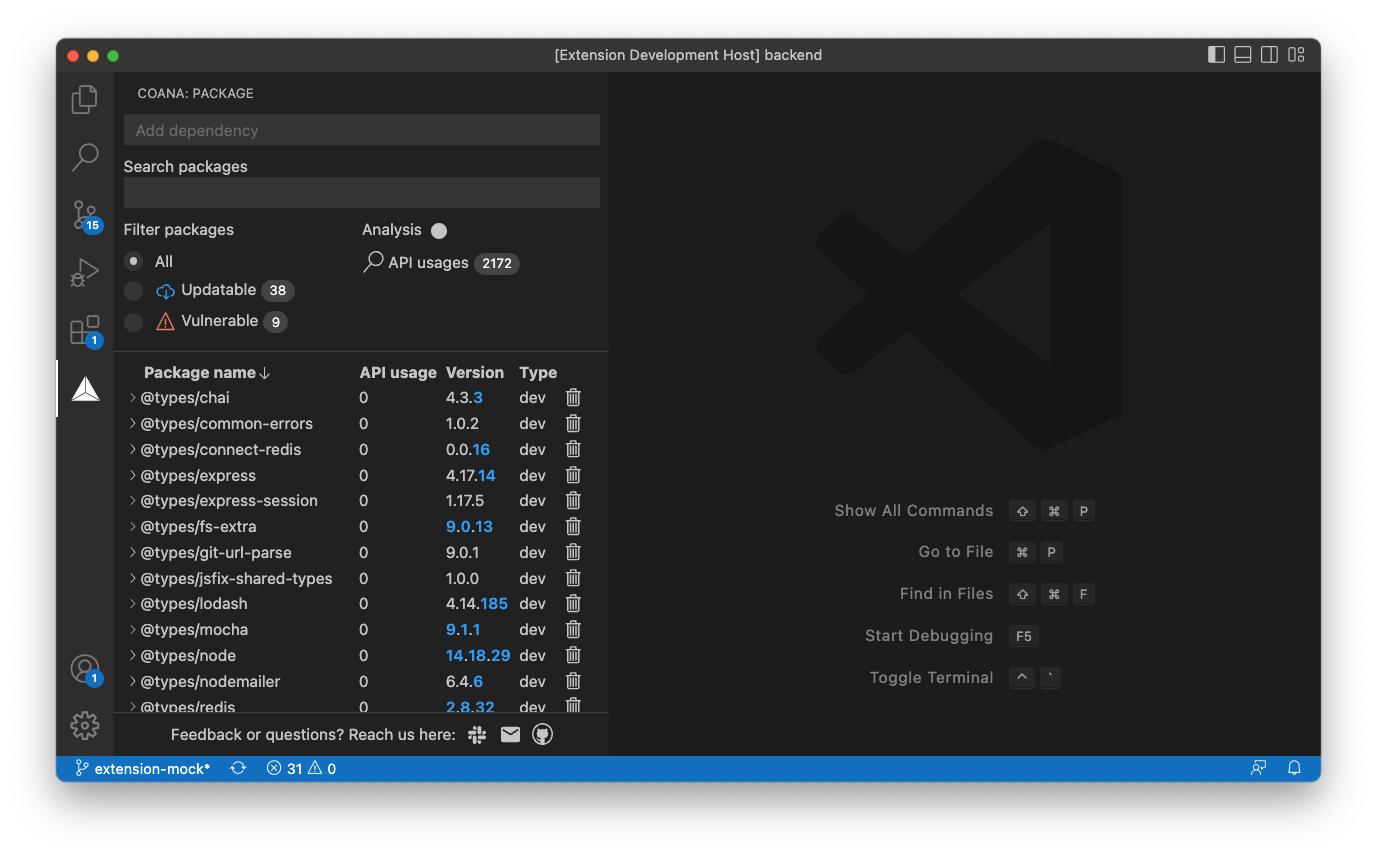 [Extension Development Host] backend
COANA: PACKAGE
Add dependency
Search packages
Filter packages
Analysis
All
API usages 2172
Updatable 38
Vulnerable 9
15
1
Package name API usage Version Type
@types/chai 0 4.3.3 dev
@types/common-errors 0 1.0.2 dev
@types/connect-redis 0 0.0.16 dev
@types/express 0 4.17.14 dev
@types/express-session 0 1.17.5 dev
@types/fs-extra 0 9.0.13 dev
@types/git-url-parse 0 9.0.1 dev
@types/jsfix-shared-types 0 1.0.0 dev
@types/lodash 0 4.14.185 dev
@types/mocha 0 9.1.1 dev
@types/node 0 14.18.29 dev
@types/nodemailer 0 6.4.6 dev
@types/redis 0 2.8.32 dev
1
Feedback or questions? Reach us here:
Show All Commands ⇧ ⌘ P
Go to File ⌘ P
Find in Files ⇧ ⌘ F
Start Debugging F5
Toggle Terminal ^ `
extension-mock* 31 0